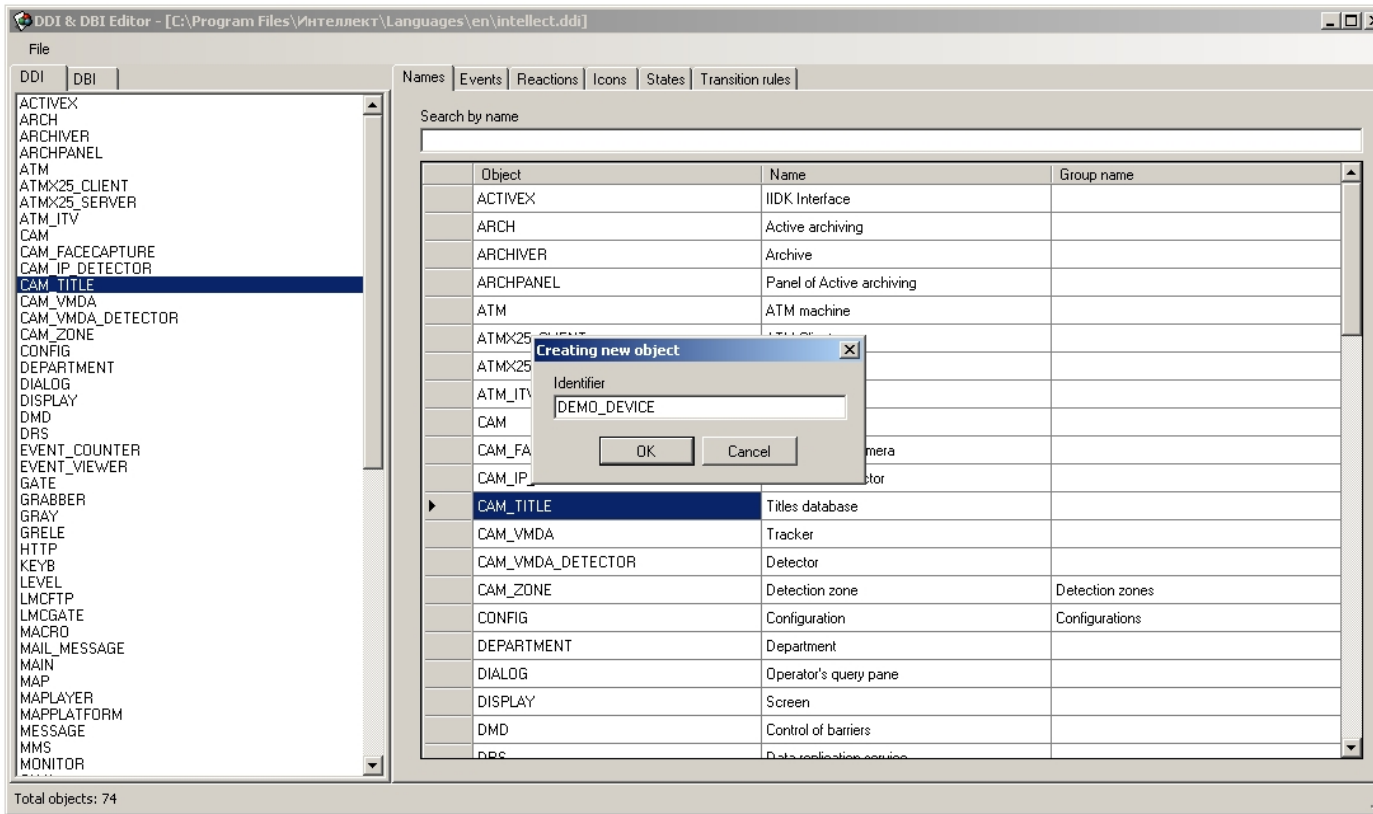 DDI & DBI Editor - [C:\Program Files\Интеллект\Languages\en\intellect.ddi]
File
DDI DBI
ACTIVEX
ARCH
ARCHIVER
ARCHPANEL
ATM
ATMX25_CLIENT
ATMX25_SERVER
ATM_ITV
CAM
CAM_FACECAPTURE
CAM_IP_DETECTOR
CAM_TITLE
CAM_VMDA
CAM_VMDA_DETECTOR
CAM_ZONE
CONFIG
DEPARTMENT
DIALOG
DISPLAY
DMD
DRS
EVENT_COUNTER
EVENT_VIEWER
GATE
GRABBER
GRAY
GRELE
HTTP
KEYB
LEVEL
LMCFTP
LMCGATE
MACRO
MAIL_MESSAGE
MAIN
MAP
MAPLAYER
MAPPLATFORM
MESSAGE
MMS
MONITOR
Names Events Reactions Icons States Transition rules
Search by name
Object Name Group name
ACTIVEX IIDK Interface
ARCH Active archiving
ARCHIVER Archive
ARCHPANEL Panel of Active archiving
ATM ATM machine
ATMX25
ATM_ITV
CAM
CAM_FA mera
CAM_IP_ ctor
CAM_TITLE Titles database
CAM_VMDA Tracker
CAM_VMDA_DETECTOR Detector
CAM_ZONE Detection zone Detection zones
CONFIG Configuration Configurations
DEPARTMENT Department
DIALOG Operator's query pane
DISPLAY Screen
DMD Control of barriers
DRS Data replication service
Creating new object
Identifier
DEMO_DEVICE
OK Cancel
Total objects: 74